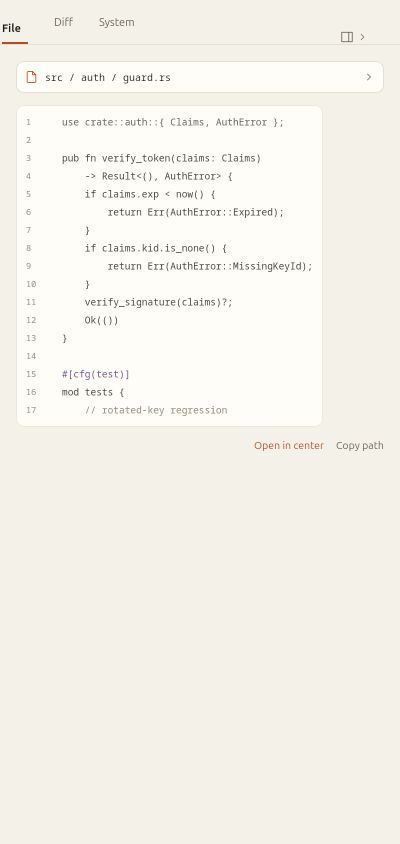 File Diff System
src / auth / guard.rs
1 use crate::auth::{ Claims, AuthError };
2
3 pub fn verify_token(claims: Claims)
4     -> Result<(), AuthError> {
5     if claims.exp < now() {
6         return Err(AuthError::Expired);
7     }
8     if claims.kid.is_none() {
9         return Err(AuthError::MissingKeyId);
10     }
11     verify_signature(claims)?;
12     Ok(())
13 }
14
15 #[cfg(test)]
16 mod tests {
17     // rotated-key regression
Open in center Copy path